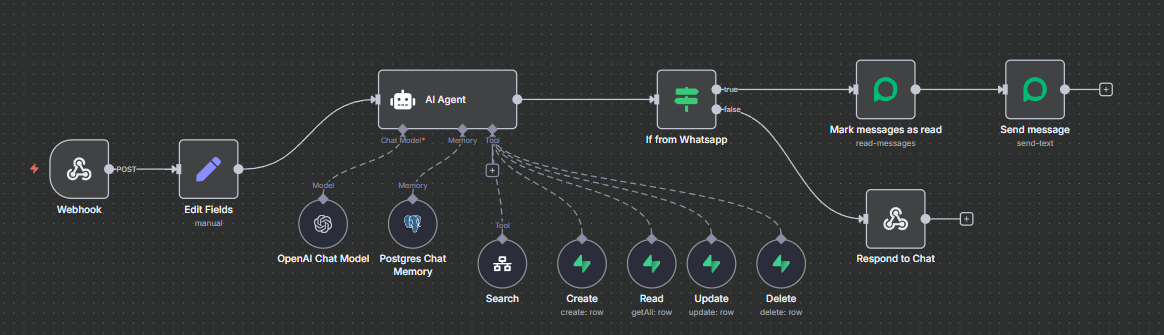 AI Agent
Chat Model*
Memory
Tool
true
false
If from Whatsapp
Mark messages as read
read-messages
Send message
send-text
POST
Webhook
Edit Fields
manual
Model
Memory
Tool
OpenAI Chat Model
Postgres Chat
Memory
Search
Create
create: row
Read
getAll: row
Update
update: row
Delete
delete: row
Respond to Chat